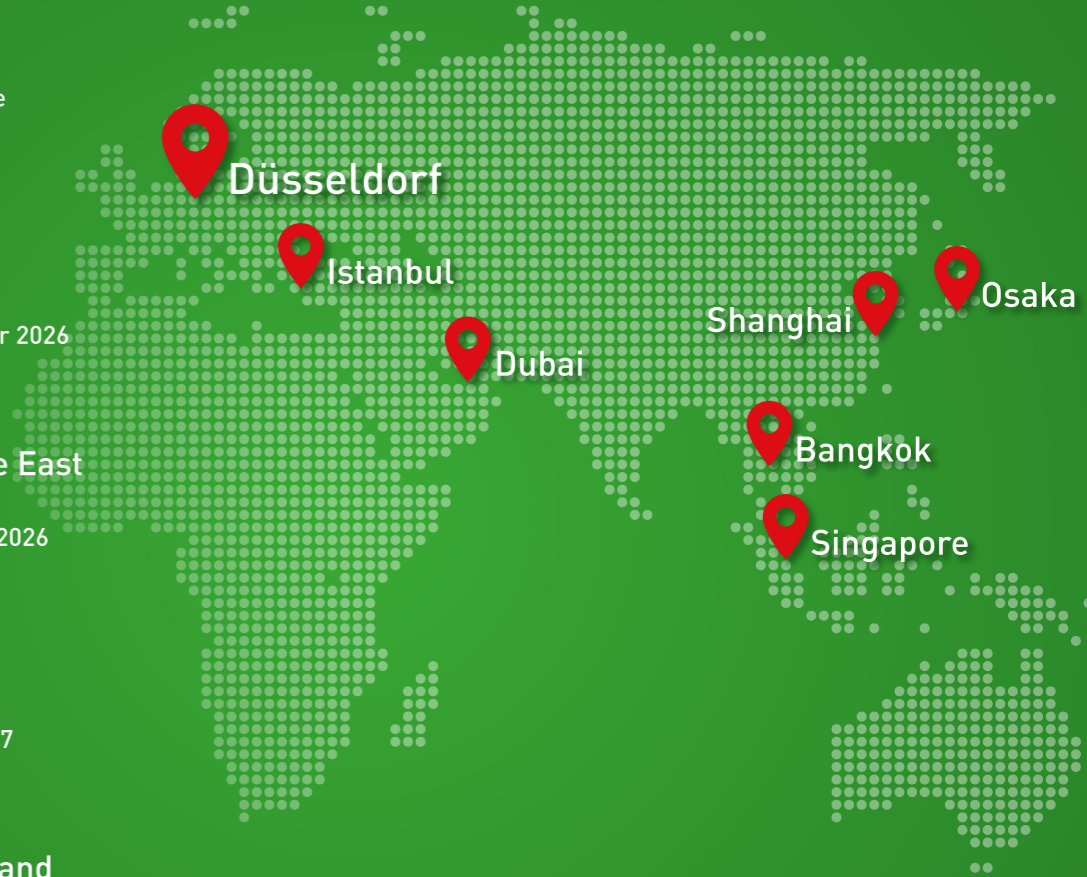 e
Düsseldorf
Istanbul
Osaka
Shanghai
r 2026
Dubai
Bangkok
e East
2026
Singapore
7
and